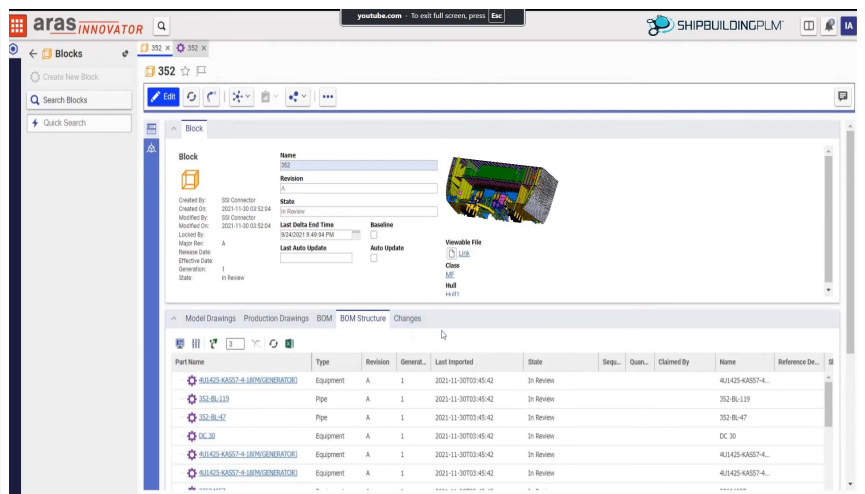 youtube.com - To exit full screen, press Esc
aras INNOVATOR
SHIPBUILDINGPLM
IA
Blocks
Create New Block
Search Blocks
Quick Search
352 × 352 ×
352
Edit
Block
Block
Created By: SSI Connector
Created On: 2021-11-30 03:52:04
Modified By: SSI Connector
Modified On: 2021-11-30 03:52:04
Locked By:
Major Rev: A
Release Date:
Effective Date:
Generation: 1
State: In Review
Name
352
Revision
A
State
In Review
Last Delta End Time Baseline
9/24/2021 9:49:04 PM
Last Auto Update Auto Update
Viewable File
Link
Class
MF
Hull
Hull1
Model Drawings Production Drawings BOM BOM Structure Changes
3
Part Name Type Revision Generat... Last Imported State Sequ... Quan... Claimed By Name Reference De...
4U1425-KAS57-4-18(M/GENERATOR) Equipment A 1 2021-11-30T03:45:42 In Review 4U1425-KAS57-4...
352-BL-119 Pipe A 1 2021-11-30T03:45:42 In Review 352-BL-119
352-BL-47 Pipe A 1 2021-11-30T03:45:42 In Review 352-BL-47
DC 30 Equipment A 1 2021-11-30T03:45:42 In Review DC 30
4U1425-KAS57-4-18(M/GENERATOR) Equipment A 1 2021-11-30T03:45:42 In Review 4U1425-KAS57-4...
4U1425-KAS57-4-18(M/GENERATOR) Equipment A 1 2021-11-30T03:45:42 In Review 4U1425-KAS57-4...